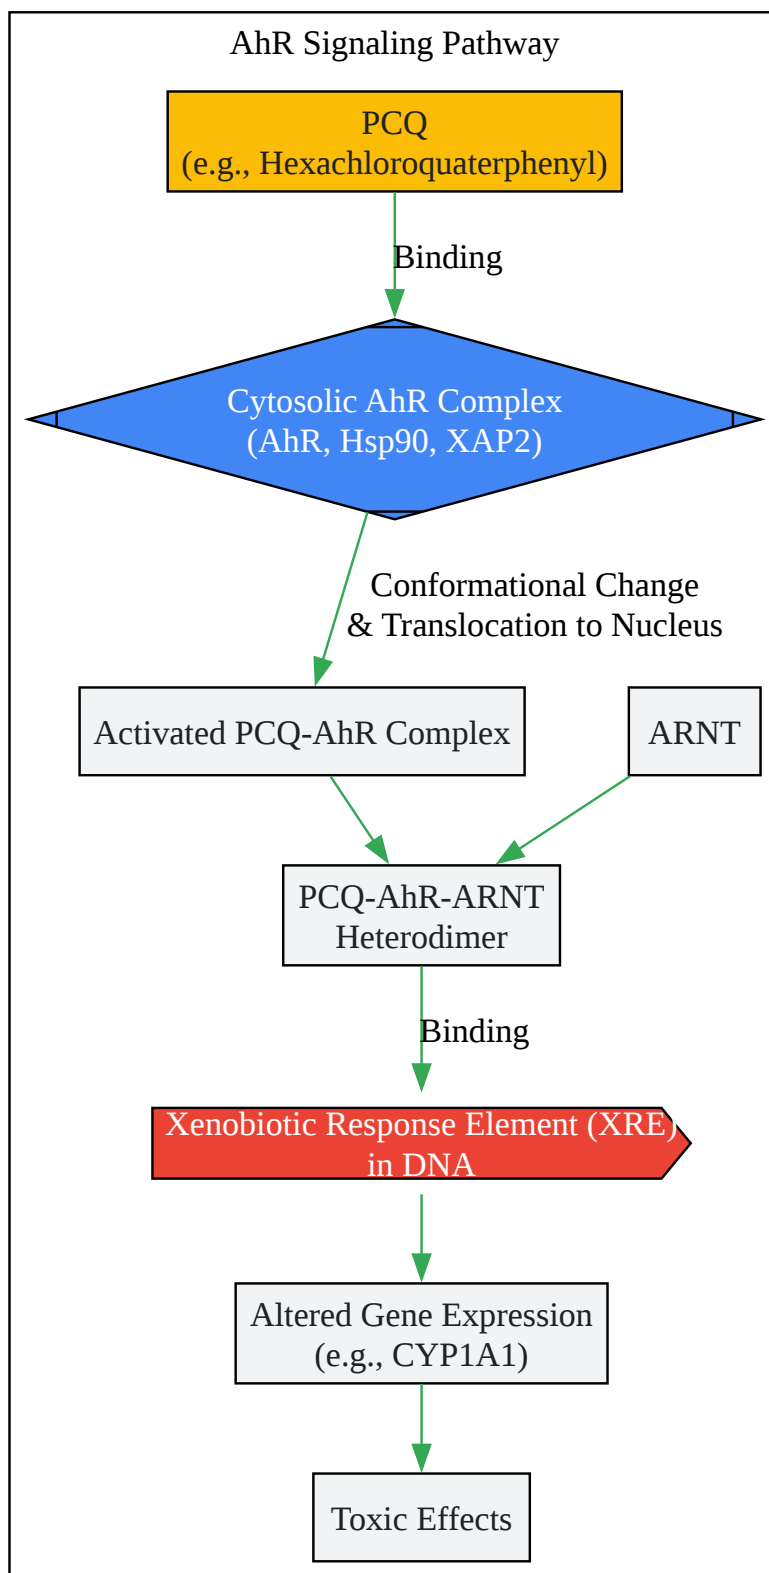 AhR Signaling Pathway
PCQ
(e.g., Hexachloroquaterphenyl)
Binding
Cytosolic AhR Complex
(AhR, Hsp90, XAP2)
Conformational Change
& Translocation to Nucleus
Activated PCQ-AhR Complex
ARNT
PCQ-AhR-ARNT
Heterodimer
Binding
Xenobiotic Response Element (XRE)
in DNA
Altered Gene Expression
(e.g., CYP1A1)
Toxic Effects